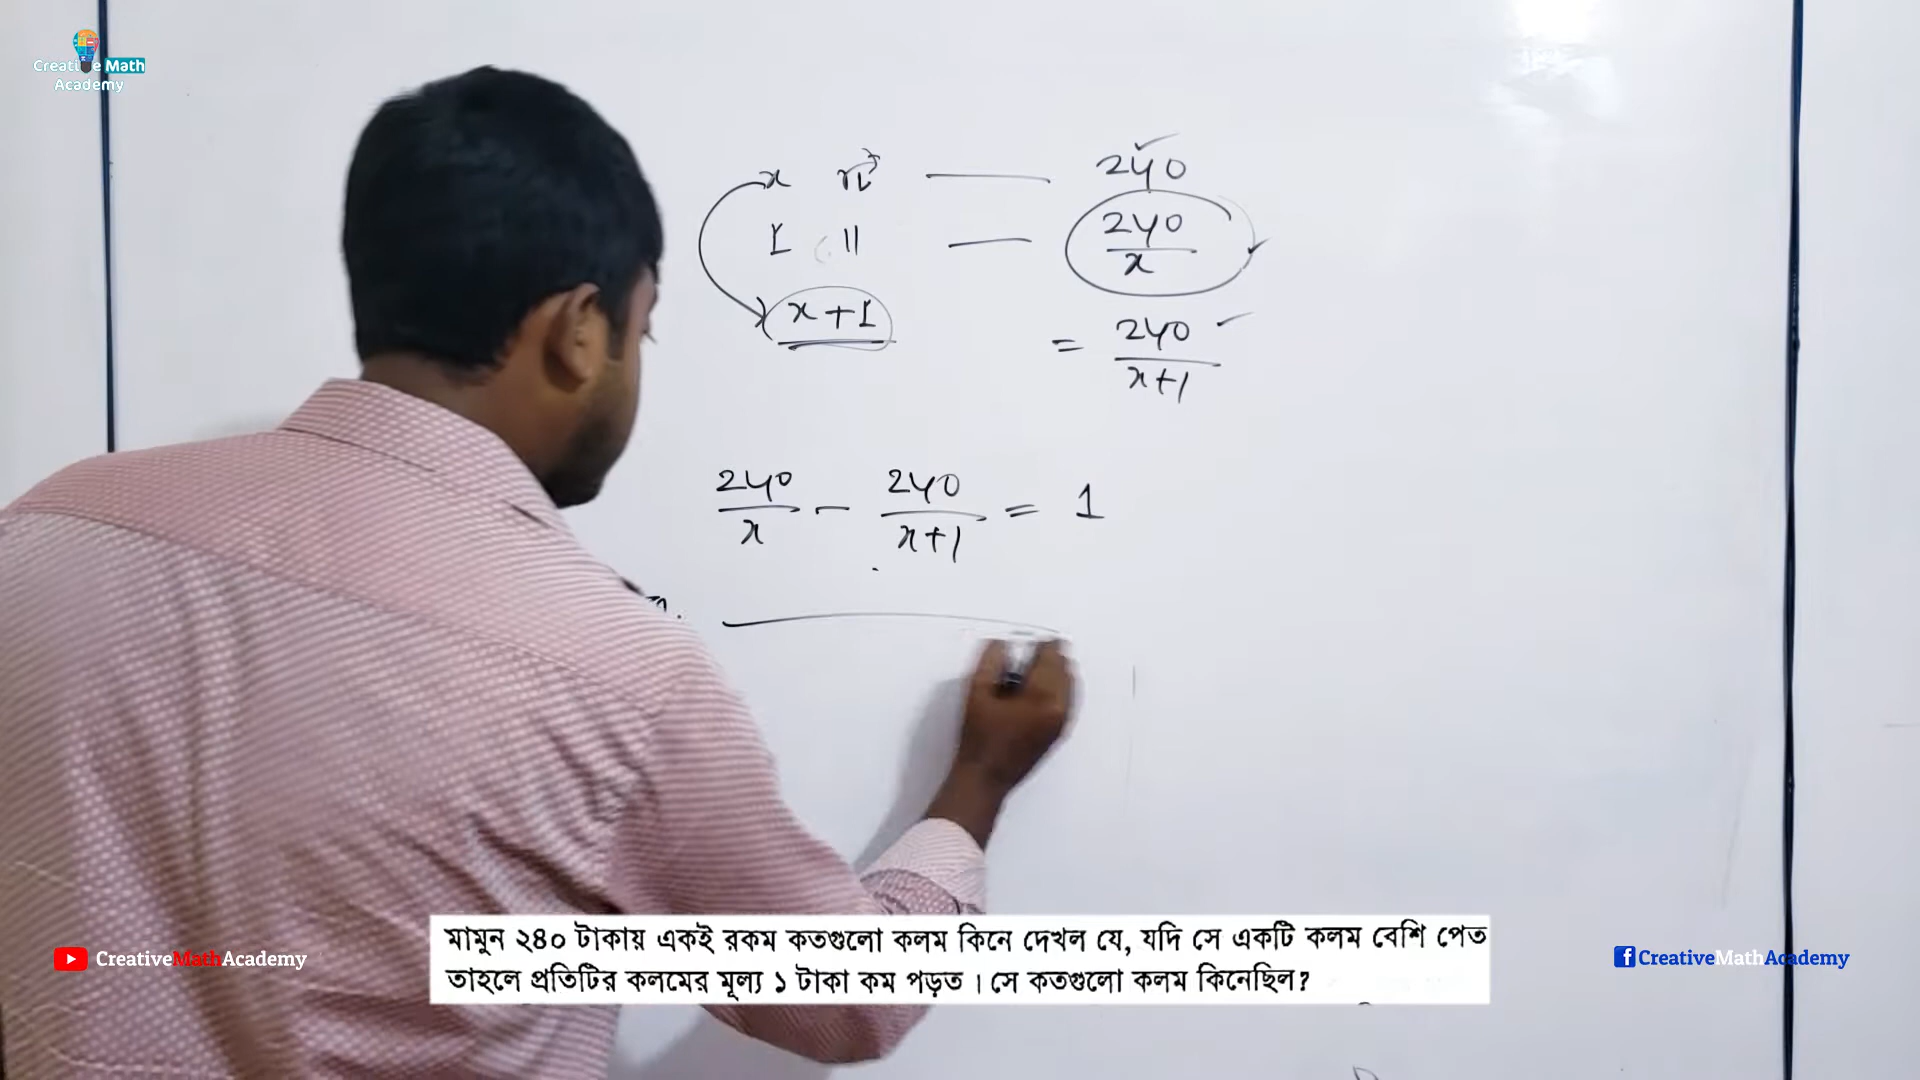 Creative Math
Academy
x টি — 240
1 " — 240/x
x+1 = 240/x+1
240/x - 240/x+1 = 1
মামুন ২৪০ টাকায় একই রকম কতগুলো কলম কিনে দেখল যে, যদি সে একটি কলম বেশি পেত
তাহলে প্রতিটির কলমের মূল্য ১ টাকা কম পড়ত । সে কতগুলো কলম কিনেছিল?
CreativeMathAcademy
CreativeMathAcademy